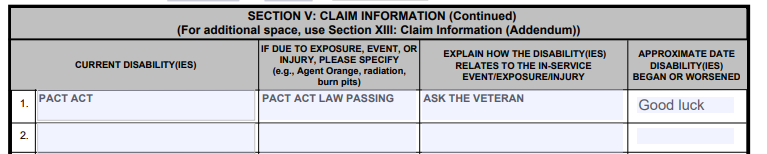 SECTION V: CLAIM INFORMATION (Continued)
(For additional space, use Section XIII: Claim Information (Addendum))
CURRENT DISABILITY(IES)
IF DUE TO EXPOSURE, EVENT, OR
INJURY, PLEASE SPECIFY
(e.g., Agent Orange, radiation,
burn pits)
EXPLAIN HOW THE DISABILITY(IES)
RELATES TO THE IN-SERVICE
EVENT/EXPOSURE/INJURY
APPROXIMATE DATE
DISABILITY(IES)
BEGAN OR WORSENED
1. PACT ACT PACT ACT LAW PASSING ASK THE VETERAN Good luck
2.